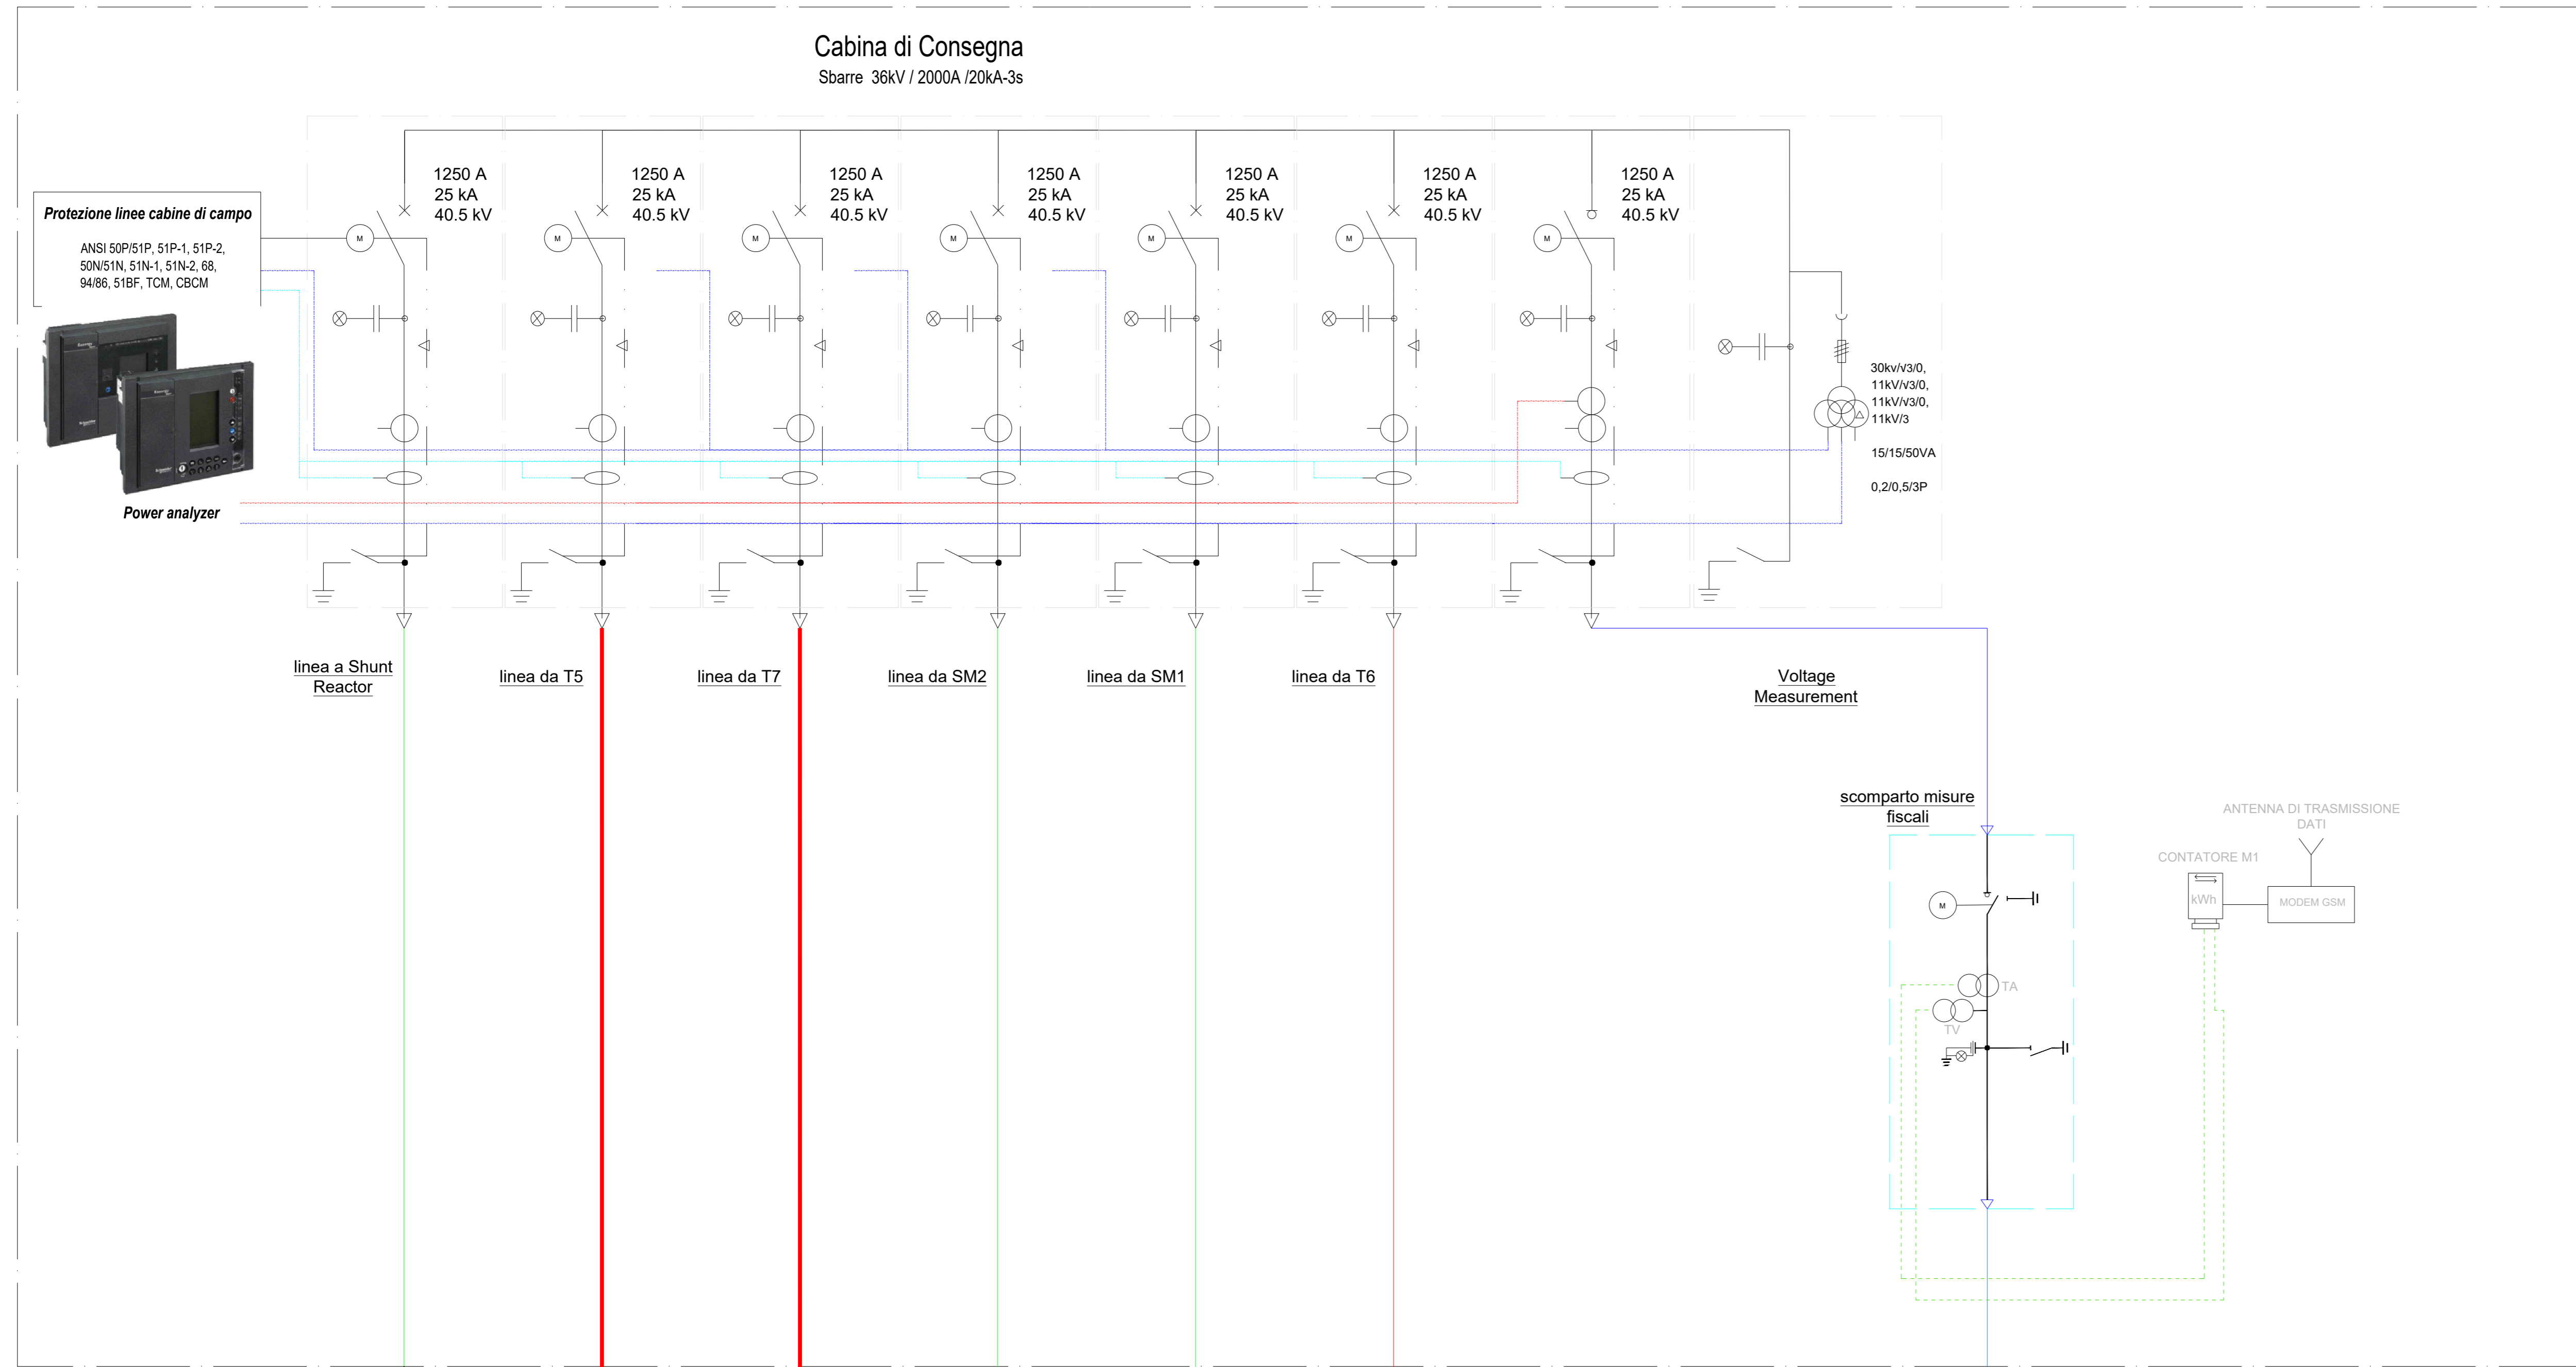 Cabina di Consegna
Sbarre 36kV / 2000A /20kA-3s
1250 A
25 kA
40.5 kV
1250 A
25 kA
40.5 kV
1250 A
25 kA
40.5 kV
1250 A
25 kA
40.5 kV
1250 A
25 kA
40.5 kV
1250 A
25 kA
40.5 kV
1250 A
25 kA
40.5 kV
Protezione linee cabine di campo
ANSI 50P/51P, 51P-1, 51P-2,
50N/51N, 51N-1, 51N-2, 68,
94/86, 51BF, TCM, CBCM
M
M
M
M
M
M
M
30kv/√3/0,
11kV/√3/0,
11kV/√3/0,
11kV/3
15/15/50VA
0,2/0,5/3P
Power analyzer
linea a Shunt
Reactor
linea da T5
linea da T7
linea da SM2
linea da SM1
linea da T6
Voltage
Measurement
scomparto misure
fiscali
M
TA
TV
ANTENNA DI TRASMISSIONE
DATI
CONTATORE M1
kWh
MODEM GSM